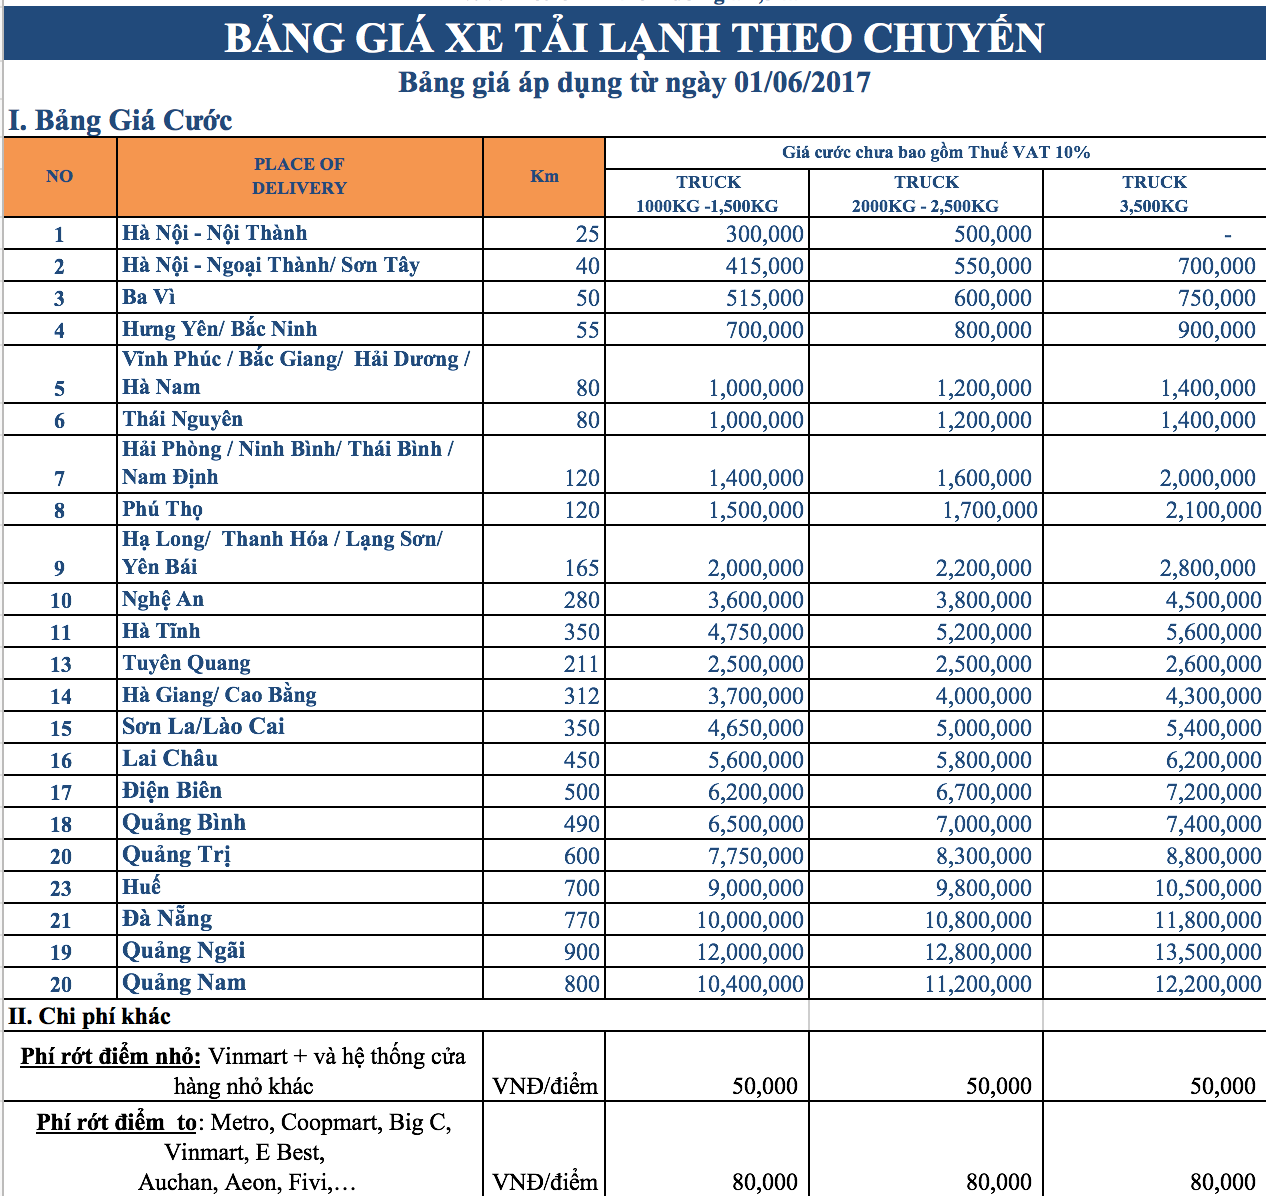 BẢNG GIÁ XE TẢI LẠNH THEO CHUYẾN
Bảng giá áp dụng từ ngày 01/06/2017
I. Bảng Giá Cước
NO PLACE OF DELIVERY Km Giá cước chưa bao gồm Thuế VAT 10%
TRUCK 1000KG -1,500KG TRUCK 2000KG - 2,500KG TRUCK 3,500KG
1 Hà Nội - Nội Thành 25 300,000 500,000 -
2 Hà Nội - Ngoại Thành/ Sơn Tây 40 415,000 550,000 700,000
3 Ba Vì 50 515,000 600,000 750,000
4 Hưng Yên/ Bắc Ninh 55 700,000 800,000 900,000
Vĩnh Phúc / Bắc Giang/ Hải Dương /
5 Hà Nam 80 1,000,000 1,200,000 1,400,000
6 Thái Nguyên 80 1,000,000 1,200,000 1,400,000
Hải Phòng / Ninh Bình/ Thái Bình /
7 Nam Định 120 1,400,000 1,600,000 2,000,000
8 Phú Thọ 120 1,500,000 1,700,000 2,100,000
Hạ Long/ Thanh Hóa / Lạng Sơn/
9 Yên Bái 165 2,000,000 2,200,000 2,800,000
10 Nghệ An 280 3,600,000 3,800,000 4,500,000
11 Hà Tĩnh 350 4,750,000 5,200,000 5,600,000
13 Tuyên Quang 211 2,500,000 2,500,000 2,600,000
14 Hà Giang/ Cao Bằng 312 3,700,000 4,000,000 4,300,000
15 Sơn La/Lào Cai 350 4,650,000 5,000,000 5,400,000
16 Lai Châu 450 5,600,000 5,800,000 6,200,000
17 Điện Biên 500 6,200,000 6,700,000 7,200,000
18 Quảng Bình 490 6,500,000 7,000,000 7,400,000
20 Quảng Trị 600 7,750,000 8,300,000 8,800,000
23 Huế 700 9,000,000 9,800,000 10,500,000
21 Đà Nẵng 770 10,000,000 10,800,000 11,800,000
19 Quảng Ngãi 900 12,000,000 12,800,000 13,500,000
20 Quảng Nam 800 10,400,000 11,200,000 12,200,000
II. Chi phí khác
Phí rớt điểm nhỏ: Vinmart + và hệ thống cửa
hàng nhỏ khác VNĐ/điểm 50,000 50,000 50,000
Phí rớt điểm to: Metro, Coopmart, Big C,
Vinmart, E Best,
Auchan, Aeon, Fivi,... VNĐ/điểm 80,000 80,000 80,000